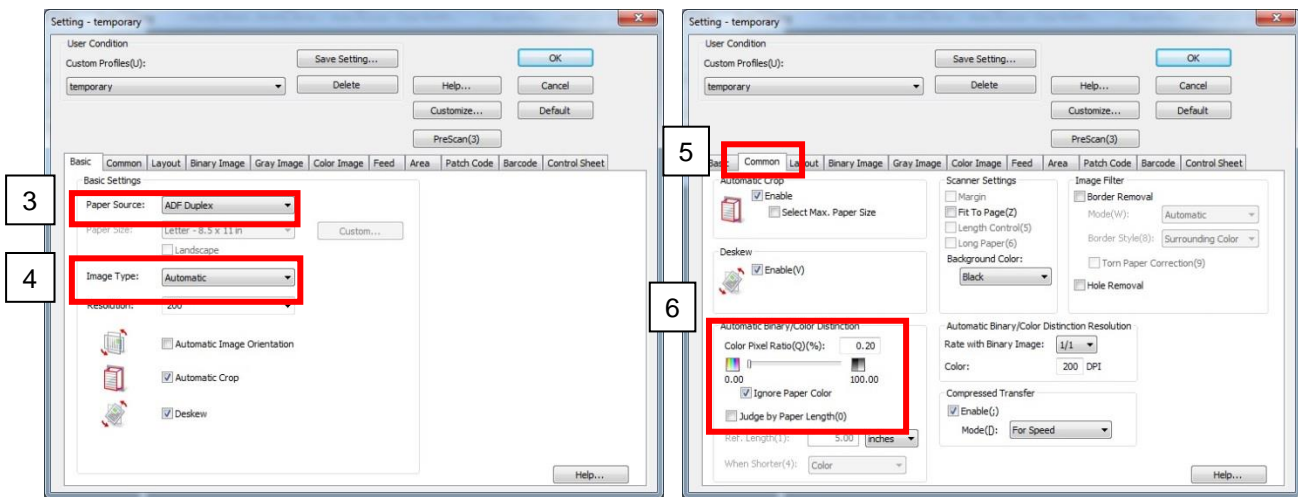 Setting - temporary
User Condition
Custom Profiles(U):
Save Setting...
OK
temporary
Delete
Help...
Cancel
Customize...
Default
PreScan(3)
Basic Common Layout Binary Image Gray Image Color Image Feed Area Patch Code Barcode Control Sheet
Basic Settings
3
Paper Source: ADF Duplex
Paper Size: Letter - 8.5 x 11 in Custom...
Landscape
4
Image Type: Automatic
Resolution: 200
Automatic Image Orientation
Automatic Crop
Deskew
Help...
Setting - temporary
User Condition
Custom Profiles(U):
Save Setting...
OK
temporary
Delete
Help...
Cancel
Customize...
Default
PreScan(3)
5
Basic Common Layout Binary Image Gray Image Color Image Feed Area Patch Code Barcode Control Sheet
Automatic Crop
Enable
Select Max. Paper Size
Deskew
Enable(V)
6
Automatic Binary/Color Distinction
Color Pixel Ratio(Q)(%): 0.20
0.00 100.00
Ignore Paper Color
Judge by Paper Length(0)
Ref. Length(1): 5.00 inches
When Shorter(4): Color
Scanner Settings
Margin
Fit To Page(Z)
Length Control(5)
Long Paper(6)
Background Color:
Black
Image Filter
Border Removal
Mode(W): Automatic
Border Style(8): Surrounding Color
Torn Paper Correction(9)
Hole Removal
Automatic Binary/Color Distinction Resolution
Rate with Binary Image: 1/1
Color: 200 DPI
Compressed Transfer
Enable(;)
Mode([): For Speed
Help...